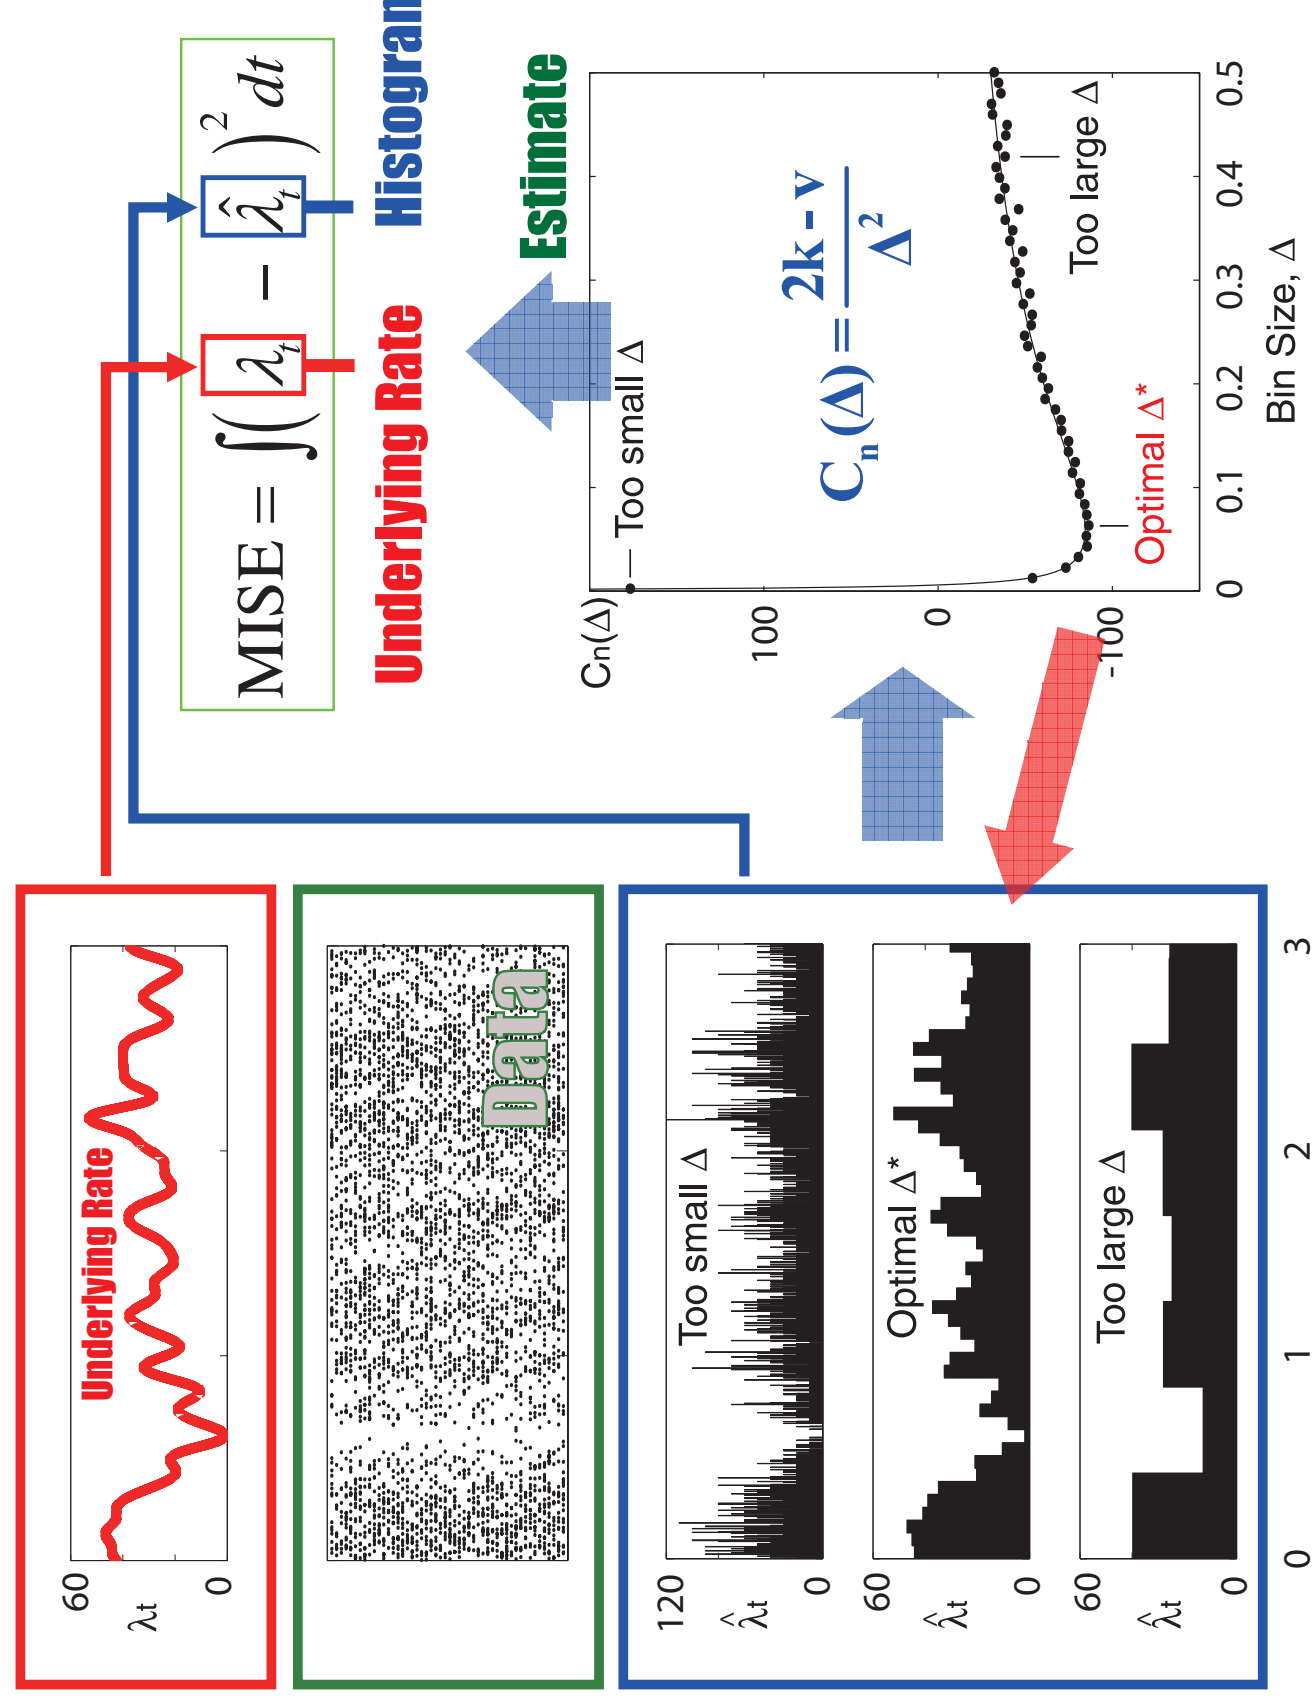 Underlying Rate
60
λt
0
Data
Too small Δ
120
λ̂t
0
Optimal Δ*
60
λ̂t
0
Too large Δ
60
λ̂t
0
0 1 2 3
MISE = ∫( λt − λ̂t )² dt
Underlying Rate Histogram
Estimate
Cn(Δ)
Too small Δ
100
0
-100
Cn(Δ) = 2k - v
Δ²
Optimal Δ*
Too large Δ
0 0.1 0.2 0.3 0.4 0.5
Bin Size, Δ